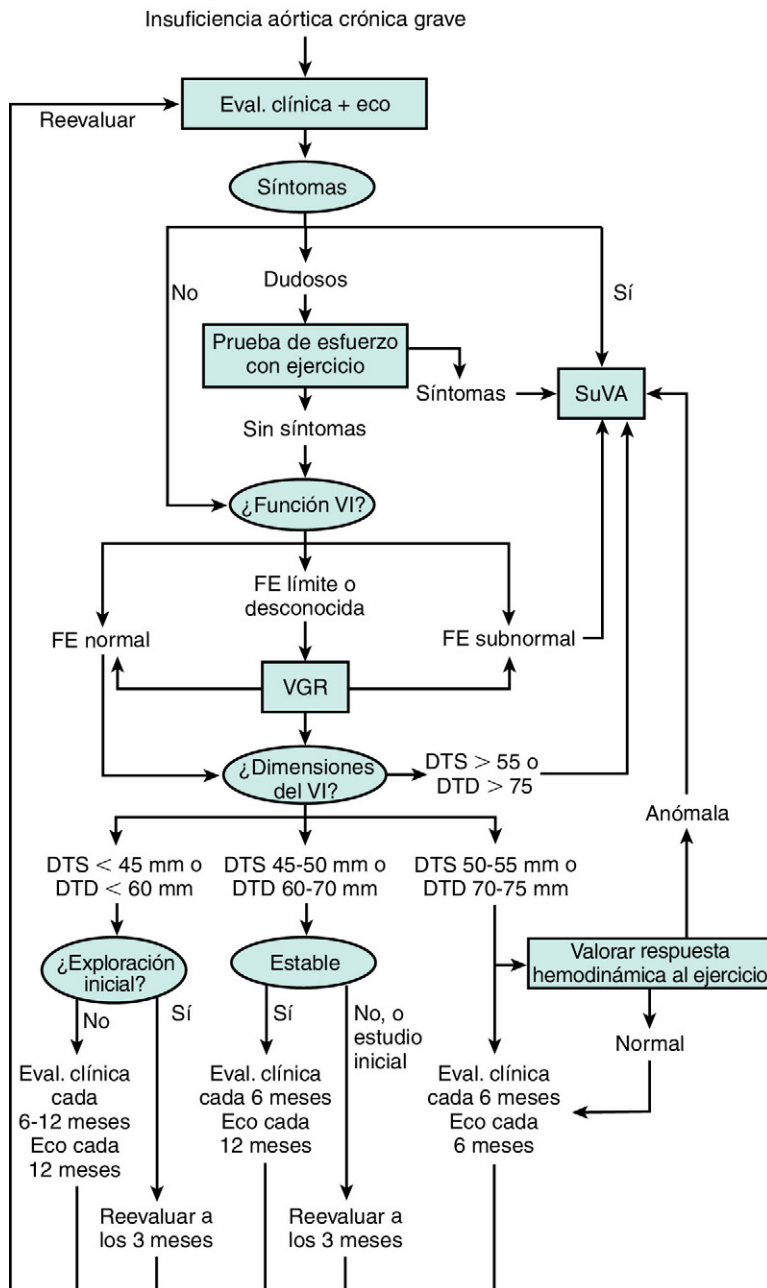 Insuficiencia aórtica crónica grave
Eval. clínica + eco
Reevaluar
Síntomas
No
Dudosos
Sí
Prueba de esfuerzo
con ejercicio
Síntomas
SuVA
Sin síntomas
¿Función VI?
FE límite o
desconocida
FE normal
FE subnormal
VGR
¿Dimensiones
del VI?
DTS > 55 o
DTD > 75
Anómala
DTS < 45 mm o
DTD < 60 mm
DTS 45-50 mm o
DTD 60-70 mm
DTS 50-55 mm o
DTD 70-75 mm
¿Exploración
inicial?
Estable
Valorar respuesta
hemodinámica al ejercicio
No
Sí
Sí
No, o
estudio
inicial
Normal
Eval. clínica
cada
6-12 meses
Eco cada
12 meses
Eval. clínica
cada 6 meses
Eco cada
12 meses
Eval. clínica
cada 6 meses
Eco cada
6 meses
Reevaluar a
los 3 meses
Reevaluar a
los 3 meses